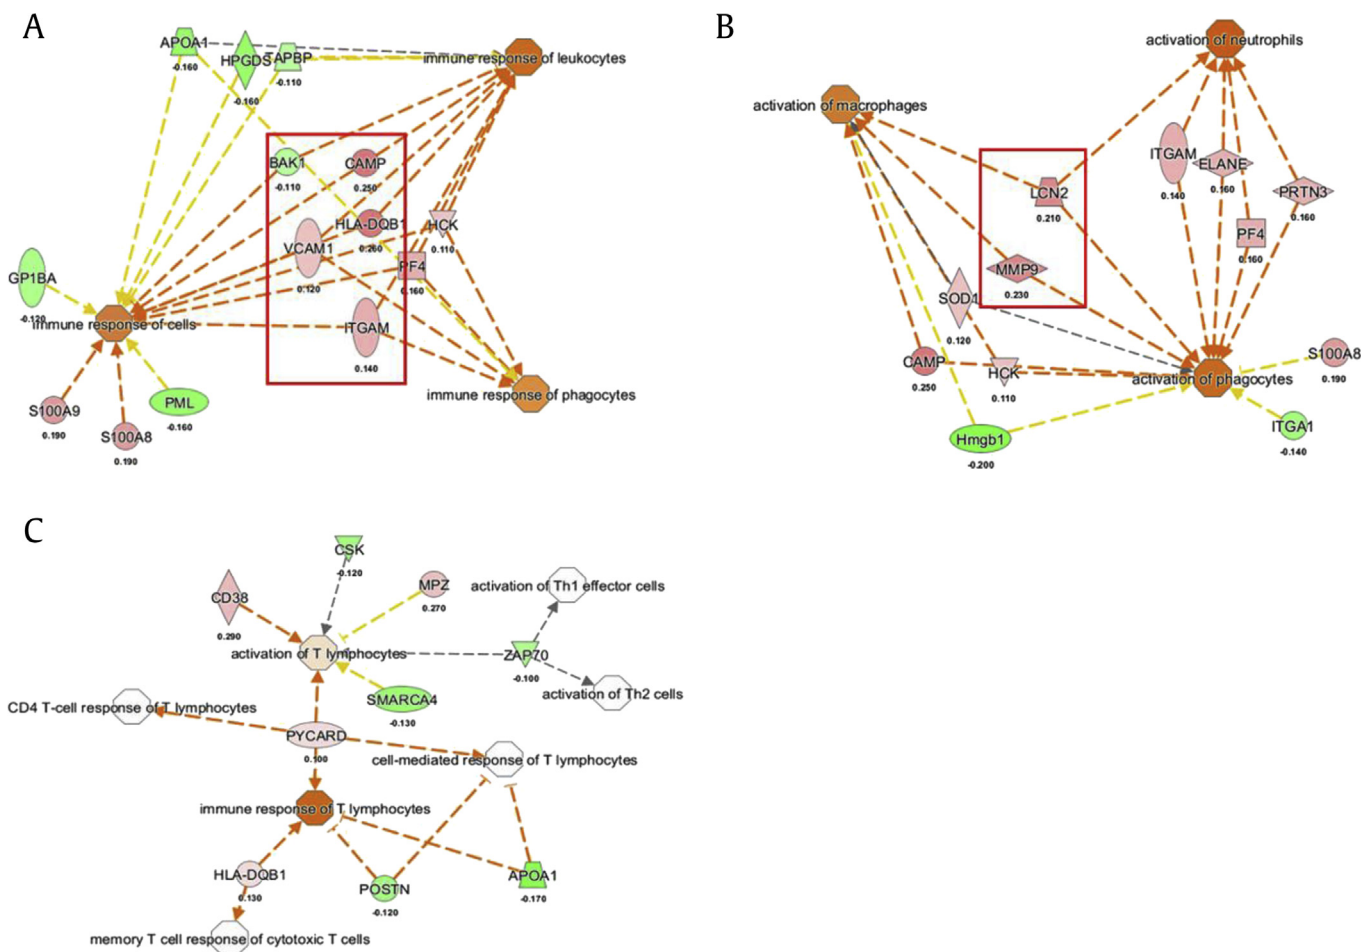 A
APOA1
-0.160
HPGDS
-0.160
TAPBP
-0.110
immune response of leukocytes
BAK1
-0.110
CAMP
0.250
HLA-DQB1
0.260
HCK
0.110
VCAM1
0.120
PF4
0.160
GP1BA
-0.120
immune response of cells
ITGAM
0.140
immune response of phagocytes
S100A9
0.190
S100A8
0.190
PML
-0.160
B
activation of neutrophils
activation of macrophages
ITGAM
0.140
ELANE
0.160
PRTN3
0.160
LCN2
0.210
PF4
0.160
MMP9
0.230
SOD1
0.120
CAMP
0.250
HCK
0.110
activation of phagocytes
S100A8
0.190
Hmgb1
-0.200
ITGA1
-0.140
C
CSK
-0.120
CD38
0.290
MPZ
0.270
activation of Th1 effector cells
activation of T lymphocytes
ZAP70
-0.100
SMARCA4
-0.130
activation of Th2 cells
CD4 T-cell response of T lymphocytes
PYCARD
0.100
cell-mediated response of T lymphocytes
immune response of T lymphocytes
HLA-DQB1
0.130
POSTN
-0.120
APOA1
-0.170
memory T cell response of cytotoxic T cells